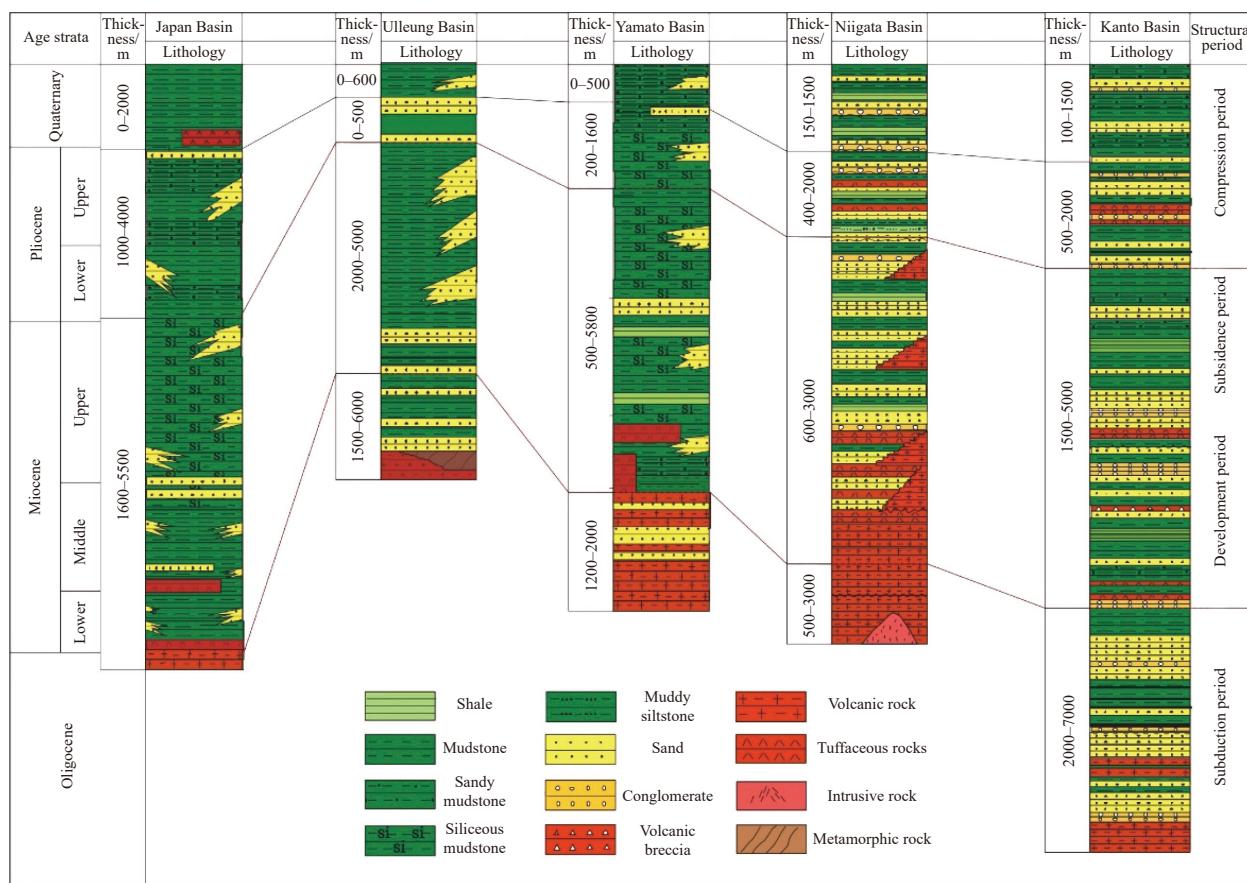 Age strata
Thick-
ness/
m
Japan Basin
Lithology
Thick-
ness/
m
Ulleung Basin
Lithology
Thick-
ness/
m
Yamato Basin
Lithology
Thick-
ness/
m
Niigata Basin
Lithology
Thick-
ness/
m
Kanto Basin
Lithology
Structural
period
Quaternary
Pliocene
Upper
Lower
Miocene
Upper
Middle
Lower
Oligocene
0–2000
1000–4000
1600–5500
0–600
0–500
2000–5000
1500–6000
0–500
200–1600
500–5800
1200–2000
150–1500
400–2000
600–3000
500–3000
100–1500
500–2000
1500–5000
2000–7000
Compression period
Subsidence period
Development period
Subduction period
Shale
Mudstone
Sandy
mudstone
si si
si
Siliceous
mudstone
Muddy
siltstone
Sand
Conglomerate
Volcanic
breccia
Volcanic rock
Tuffaceous rocks
Intrusive rock
Metamorphic rock